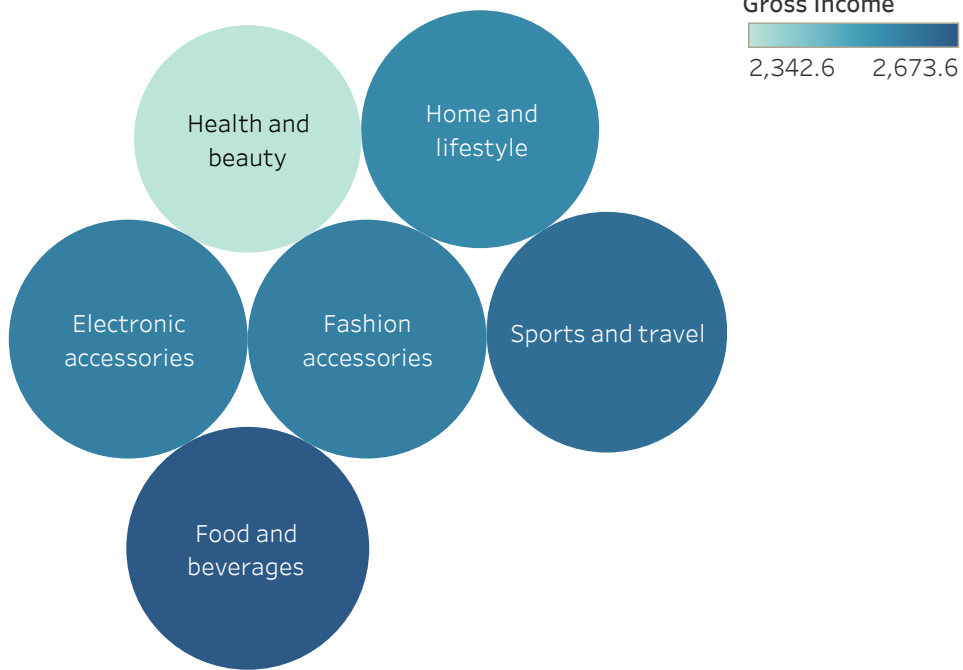 Gross Income
2,342.6 2,673.6
Health and
beauty
Home and
lifestyle
Electronic
accessories
Fashion
accessories
Sports and travel
Food and
beverages